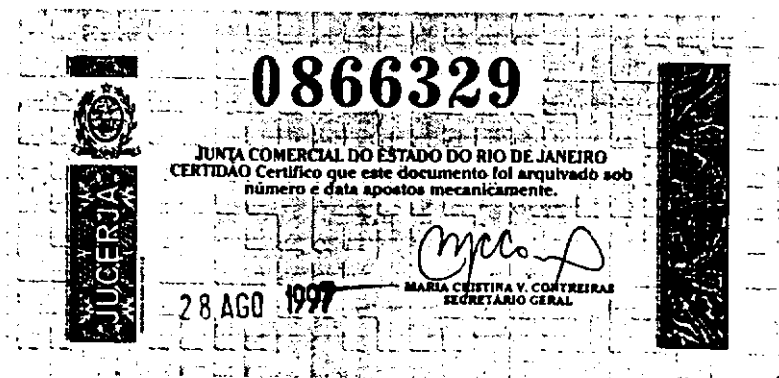 0866329
JUNTA COMERCIAL DO ESTADO DO RIO DE JANEIRO
CERTIDÃO Certifico que este documento foi arquivado sob
número e data apostos mecanicamente.
JUCERJA
28 AGO 1997
MARIA CRISTINA V. CONTREIRAS
SECRETÁRIO GERAL